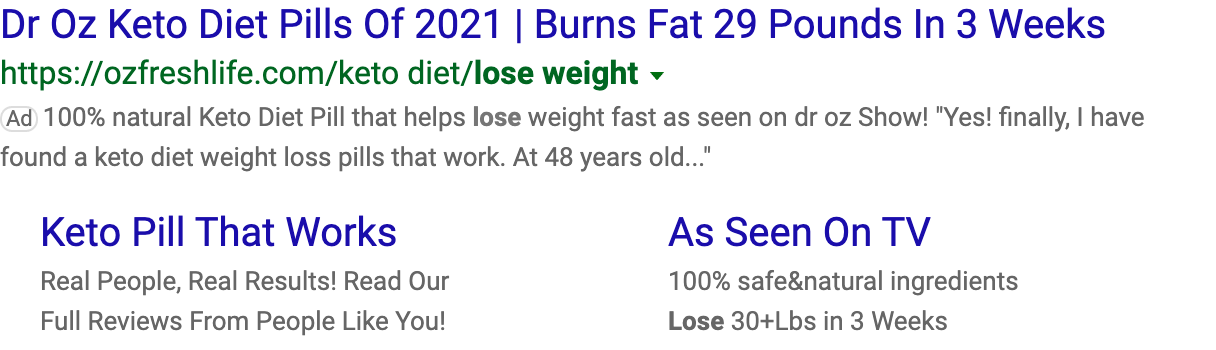 Dr Oz Keto Diet Pills Of 2021 | Burns Fat 29 Pounds In 3 Weeks
https://ozfreshlife.com/keto diet/lose weight
Ad 100% natural Keto Diet Pill that helps lose weight fast as seen on dr oz Show! "Yes! finally, I have
found a keto diet weight loss pills that work. At 48 years old..."
Keto Pill That Works
Real People, Real Results! Read Our
Full Reviews From People Like You!
As Seen On TV
100% safe&natural ingredients
Lose 30+Lbs in 3 Weeks